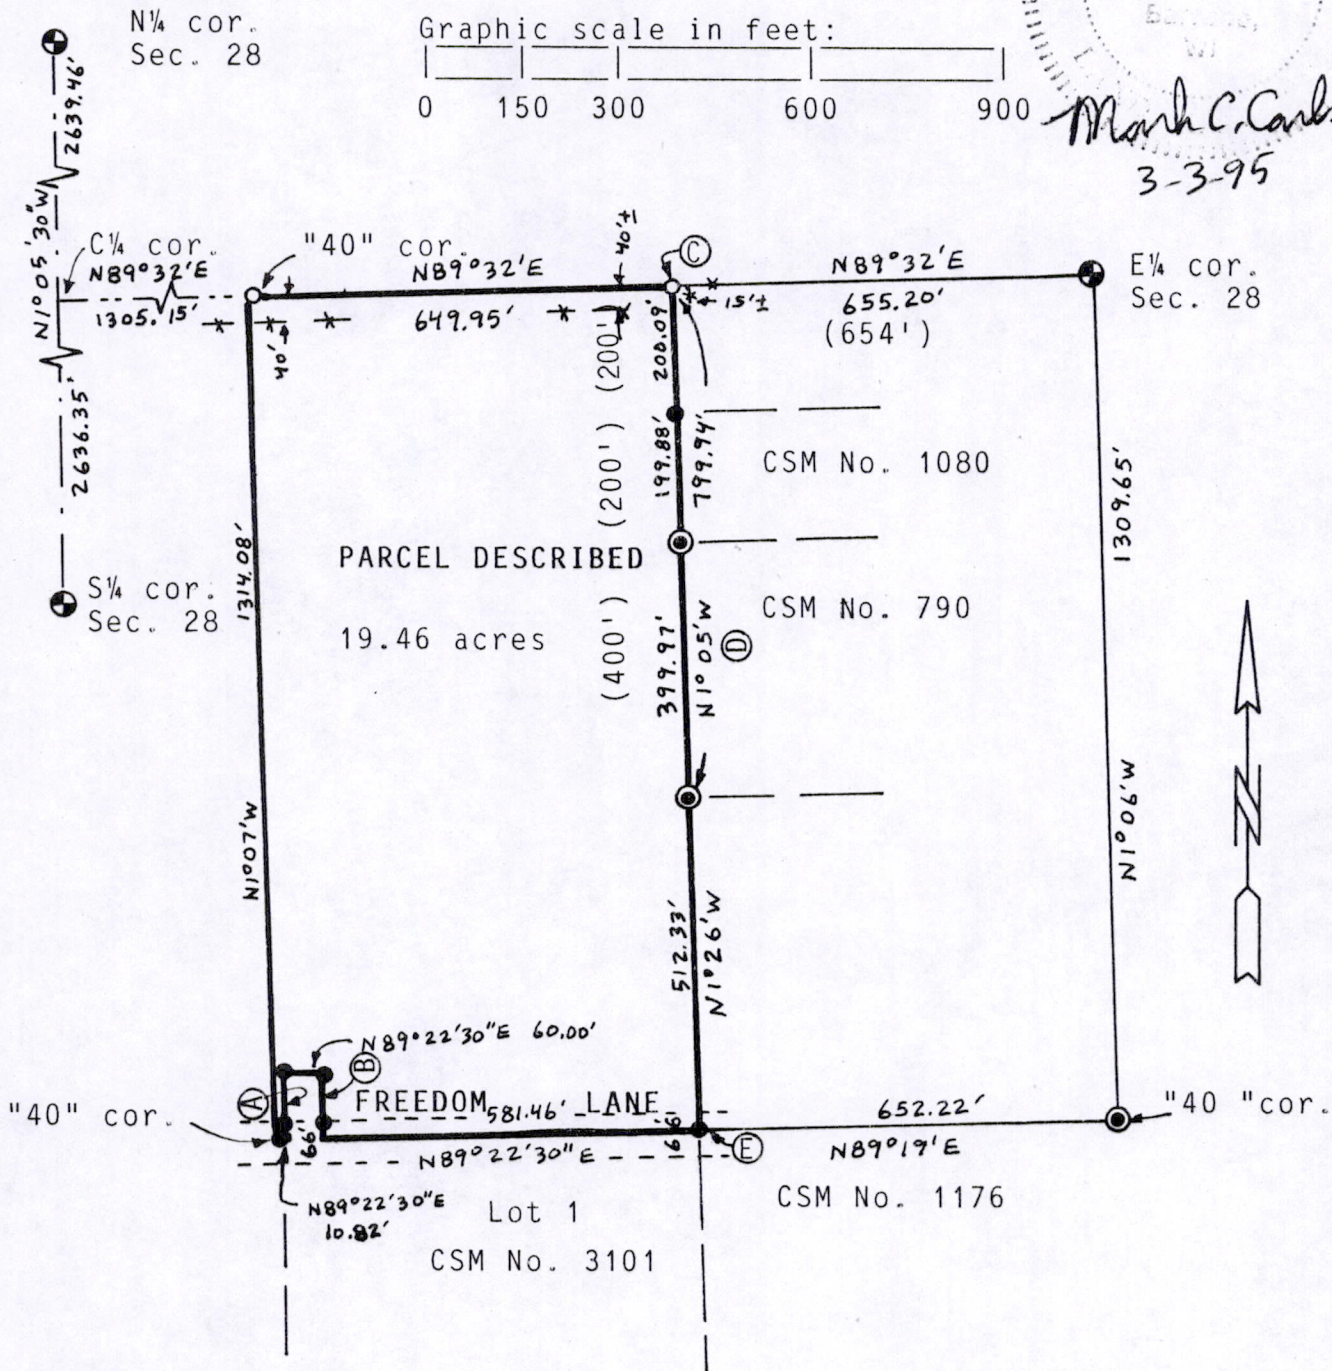 N¼ cor.
Sec. 28
Graphic scale in feet:
0 150 300 600 900
WI
Mark C. Carl
3-3-95
2639.46'
N1°05'30"W
2636.35'
C¼ cor.
N89°32'E
1305.15'
"40" cor.
N89°32'E
649.95'
40'±
40'
C
15'±
N89°32'E
655.20'
(654')
E¼ cor.
Sec. 28
200.09'
(200')
199.88'
(200')
799.94'
CSM No. 1080
1309.65'
1314.08'
PARCEL DESCRIBED
19.46 acres
S¼ cor.
Sec. 28
(400')
399.97'
N1°05'W
D
CSM No. 790
N1°07'W
512.33'
N1°26'W
N1°06'W
N
N89°22'30"E 60.00'
A
B
"40" cor.
FREEDOM LANE
581.46'
66'
66'
N89°22'30"E
E
652.22'
N89°19'E
"40 "cor.
N89°22'30"E
10.82'
Lot 1
CSM No. 3101
CSM No. 1176